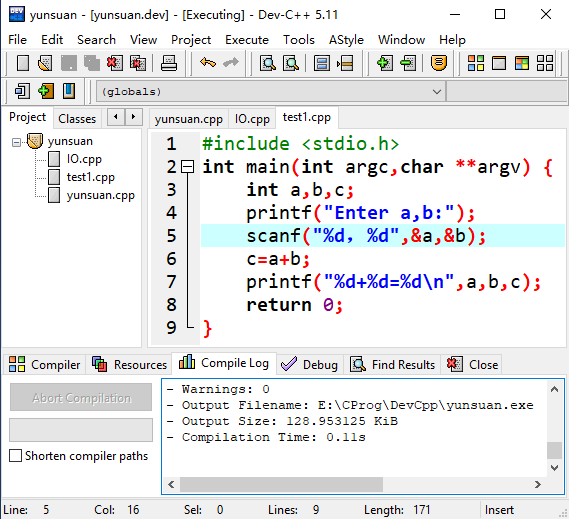 yunsuan - [yunsuan.dev] - [Executing] - Dev-C++ 5.11
File Edit Search View Project Execute Tools AStyle Window Help
(globals)
Project Classes yunsuan.cpp IO.cpp test1.cpp
yunsuan
IO.cpp
test1.cpp
yunsuan.cpp
1 #include <stdio.h>
2 int main(int argc,char **argv) {
3 int a,b,c;
4 printf("Enter a,b:");
5 scanf("%d，%d",&a,&b);
6 c=a+b;
7 printf("%d+%d=%d\n",a,b,c);
8 return 0;
9 }
Compiler Resources Compile Log Debug Find Results Close
Abort Compilation
Shorten compiler paths
- Warnings: 0
- Output Filename: E:\CProg\DevCpp\yunsuan.exe
- Output Size: 128.953125 KiB
- Compilation Time: 0.11s
Line: 5 Col: 16 Sel: 0 Lines: 9 Length: 171 Insert